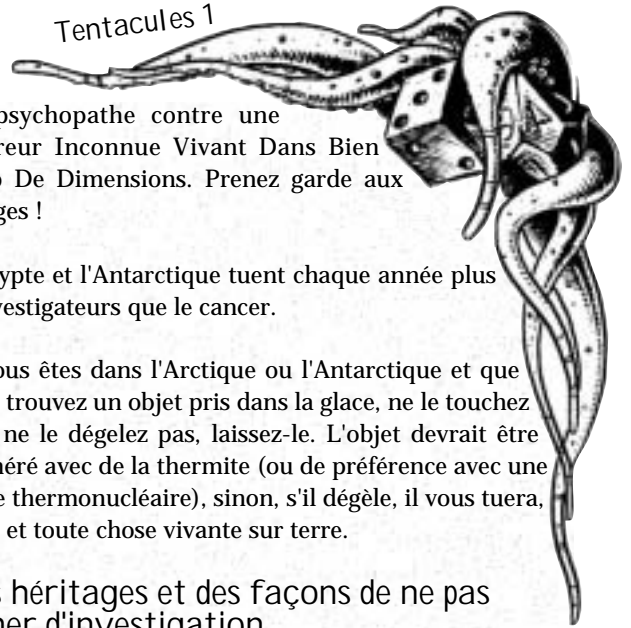 Tentacules 1
psychopathe contre une
reur Inconnue Vivant Dans Bien
De Dimensions. Prenez garde aux
ges !
ypte et l'Antarctique tuent chaque année plus
vestigateurs que le cancer.
ous êtes dans l'Arctique ou l'Antarctique et que
trouvez un objet pris dans la glace, ne le touchez
ne le dégelez pas, laissez-le. L'objet devrait être
néré avec de la thermite (ou de préférence avec une
e thermonucléaire), sinon, s'il dégèle, il vous tuera,
et toute chose vivante sur terre.
s héritages et des façons de ne pas
ner d'investigation